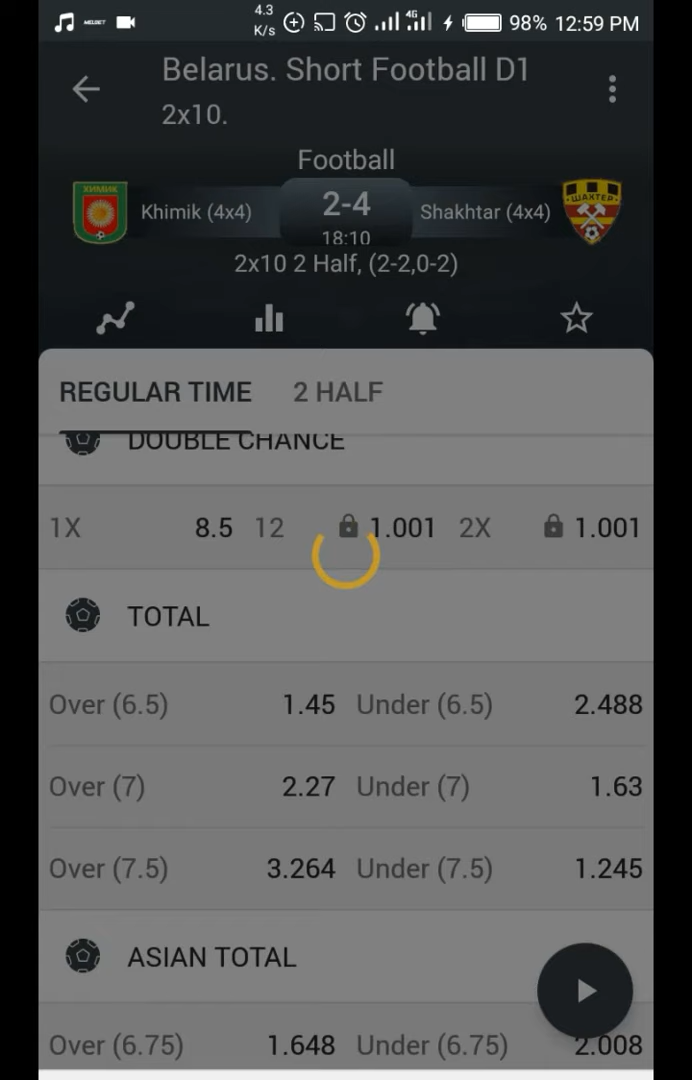 4.3
K/s
4G
98% 12:59 PM
MELBET
Belarus. Short Football D1
2x10.
Football
ХИМИК
Khimik (4x4)
2-4
Shakhtar (4x4)
ШАХТЕР
18:10
2x10 2 Half, (2-2,0-2)
REGULAR TIME 2 HALF
DOUBLE CHANCE
1X 8.5 12 1.001 2X 1.001
TOTAL
Over (6.5) 1.45 Under (6.5) 2.488
Over (7) 2.27 Under (7) 1.63
Over (7.5) 3.264 Under (7.5) 1.245
ASIAN TOTAL
Over (6.75) 1.648 Under (6.75) 2.008